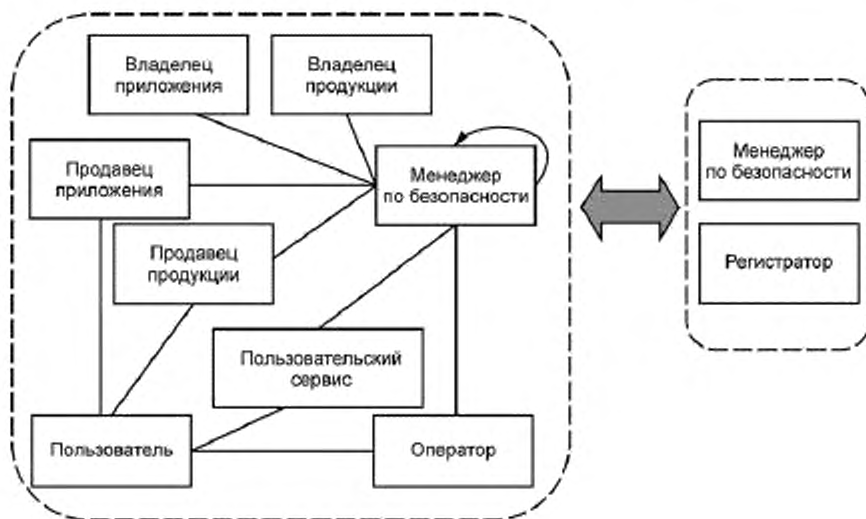 Владелец
приложения
Владелец
продукции
Продавец
приложения
Менеджер
по безопасности
Продавец
продукции
Пользовательский
сервис
Пользователь
Оператор
Менеджер
по безопасности
Регистратор